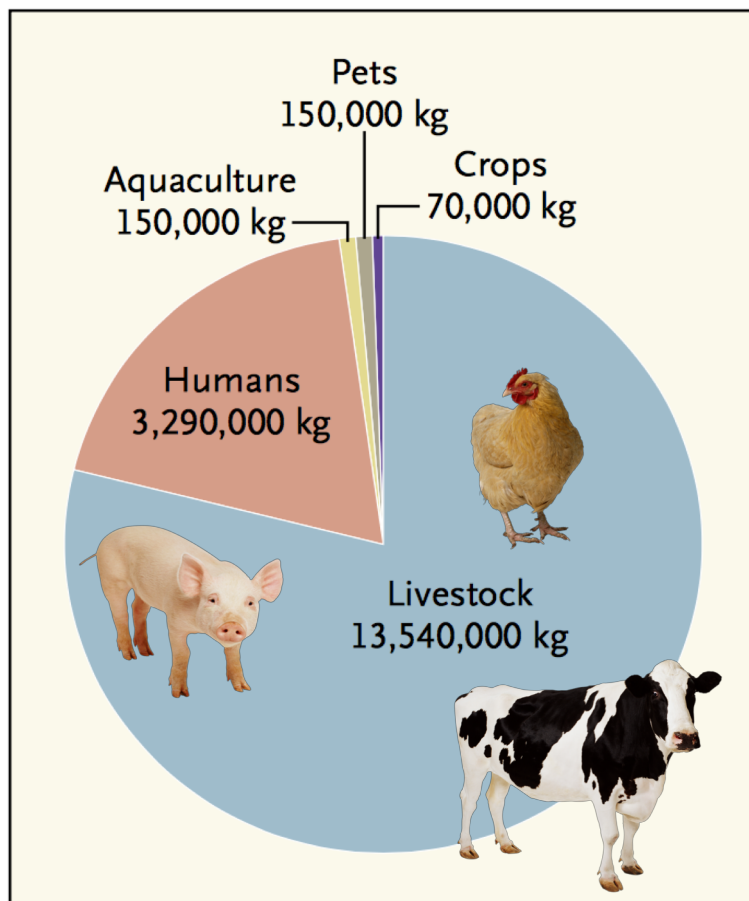 Pets
150,000 kg
Aquaculture
150,000 kg
Crops
70,000 kg
Humans
3,290,000 kg
Livestock
13,540,000 kg